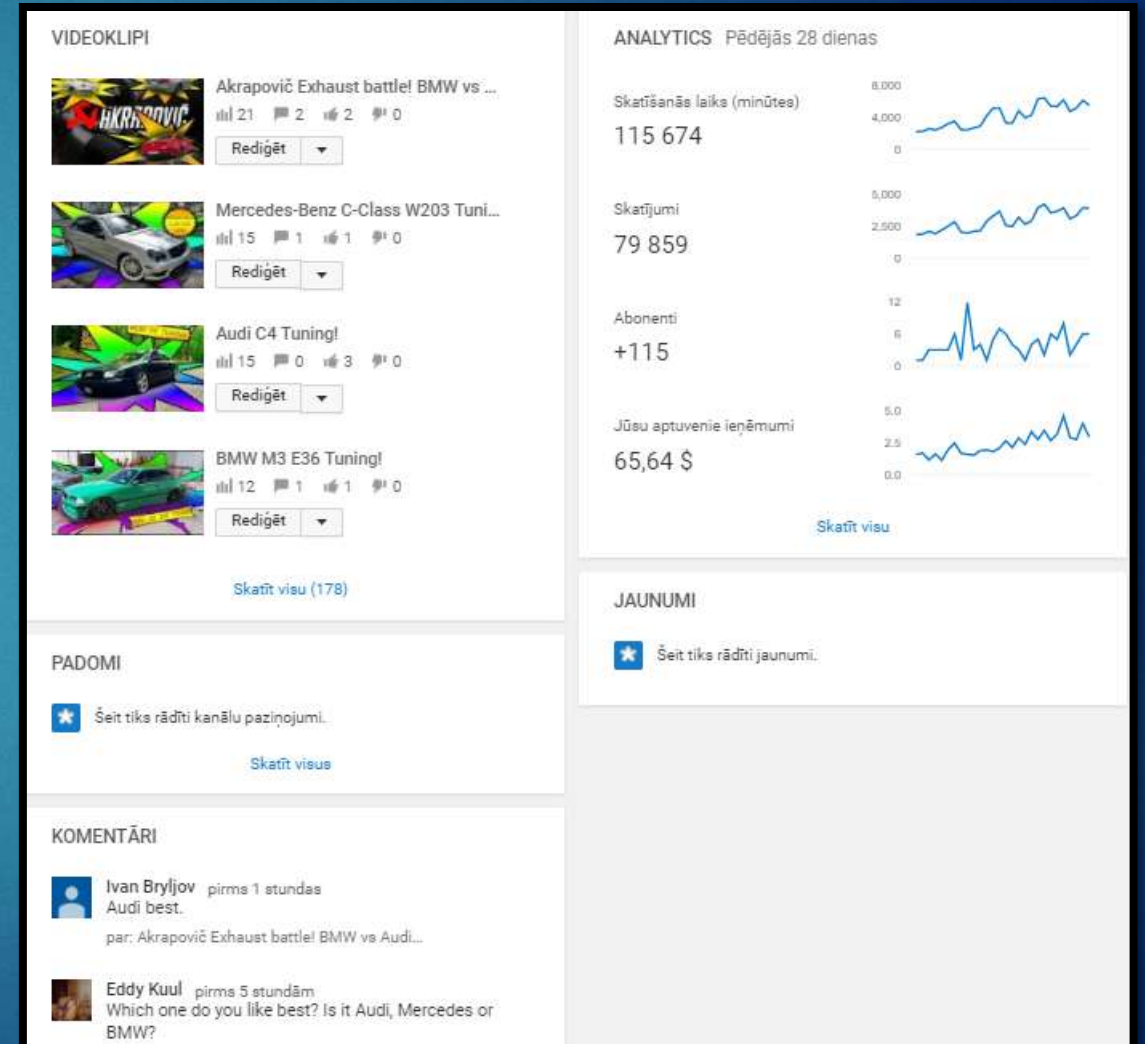 VIDEOKLIPI
AKRAPOVIČ
Akrapovič Exhaust battle! BMW vs ...
21 2 2 0
Rediģēt
Mercedes-Benz C-Class W203 Tuni...
15 1 1 0
Rediģēt
Audi C4 Tuning!
15 0 3 0
Rediģēt
BMW M3 E36 Tuning!
12 1 1 0
Rediģēt
Skatīt visu (178)
PADOMI
Šeit tiks rādīti kanālu paziņojumi.
Skatīt visus
KOMENTĀRI
Ivan Bryljov pirms 1 stundas
Audi best.
par: Akrapovič Exhaust battle! BMW vs Audi...
Eddy Kuul pirms 5 stundām
Which one do you like best? Is it Audi, Mercedes or
BMW?
ANALYTICS Pēdējās 28 dienas
Skatīšanās laiks (minūtes)
115 674
8,000
4,000
0
Skatījumi
79 859
5,000
2,500
0
Abonenti
+115
12
6
0
Jūsu aptuvenie ieņēmumi
65,64 $
5.0
2.5
0.0
Skatīt visu
JAUNUMI
Šeit tiks rādīti jaunumi.